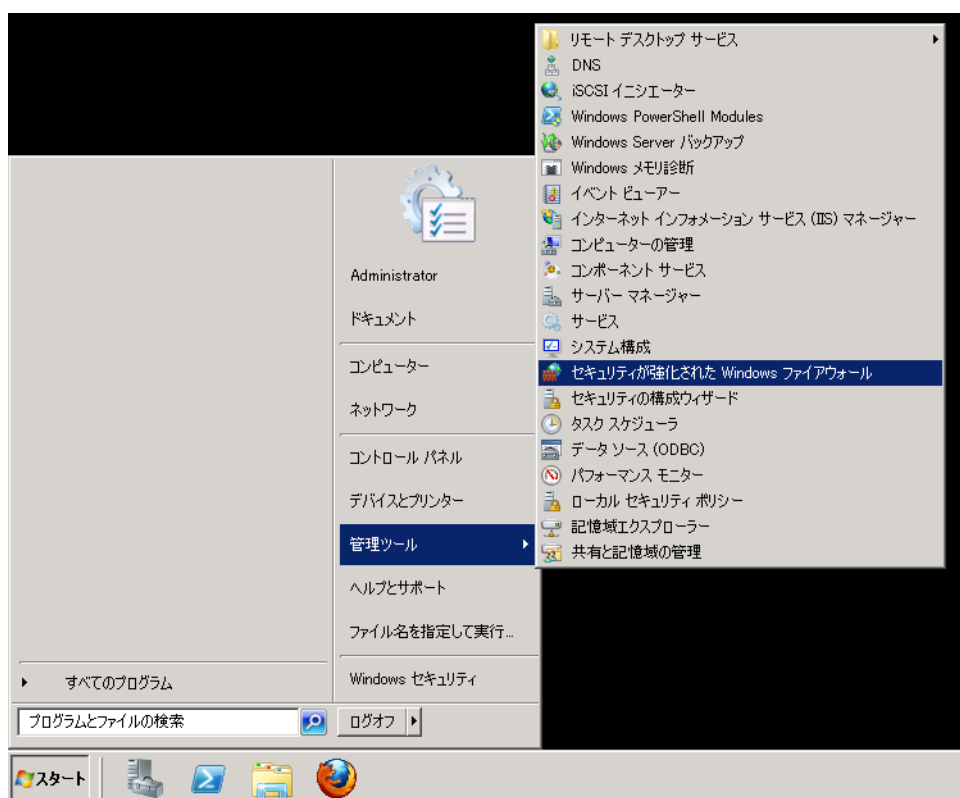 リモート デスクトップ サービス
DNS
iSCSI イニシエーター
Windows PowerShell Modules
Windows Server バックアップ
Windows メモリ診断
イベント ビューアー
インターネット インフォメーション サービス (IIS) マネージャー
コンピューターの管理
コンポーネント サービス
サーバー マネージャー
サービス
システム構成
セキュリティが強化された Windows ファイアウォール
セキュリティの構成ウィザード
タスク スケジューラ
データ ソース (ODBC)
パフォーマンス モニター
ローカル セキュリティ ポリシー
記憶域エクスプローラー
共有と記憶域の管理
Administrator
ドキュメント
コンピューター
ネットワーク
コントロール パネル
デバイスとプリンター
管理ツール
ヘルプとサポート
ファイル名を指定して実行...
Windows セキュリティ
すべてのプログラム
プログラムとファイルの検索
ログオフ
スタート